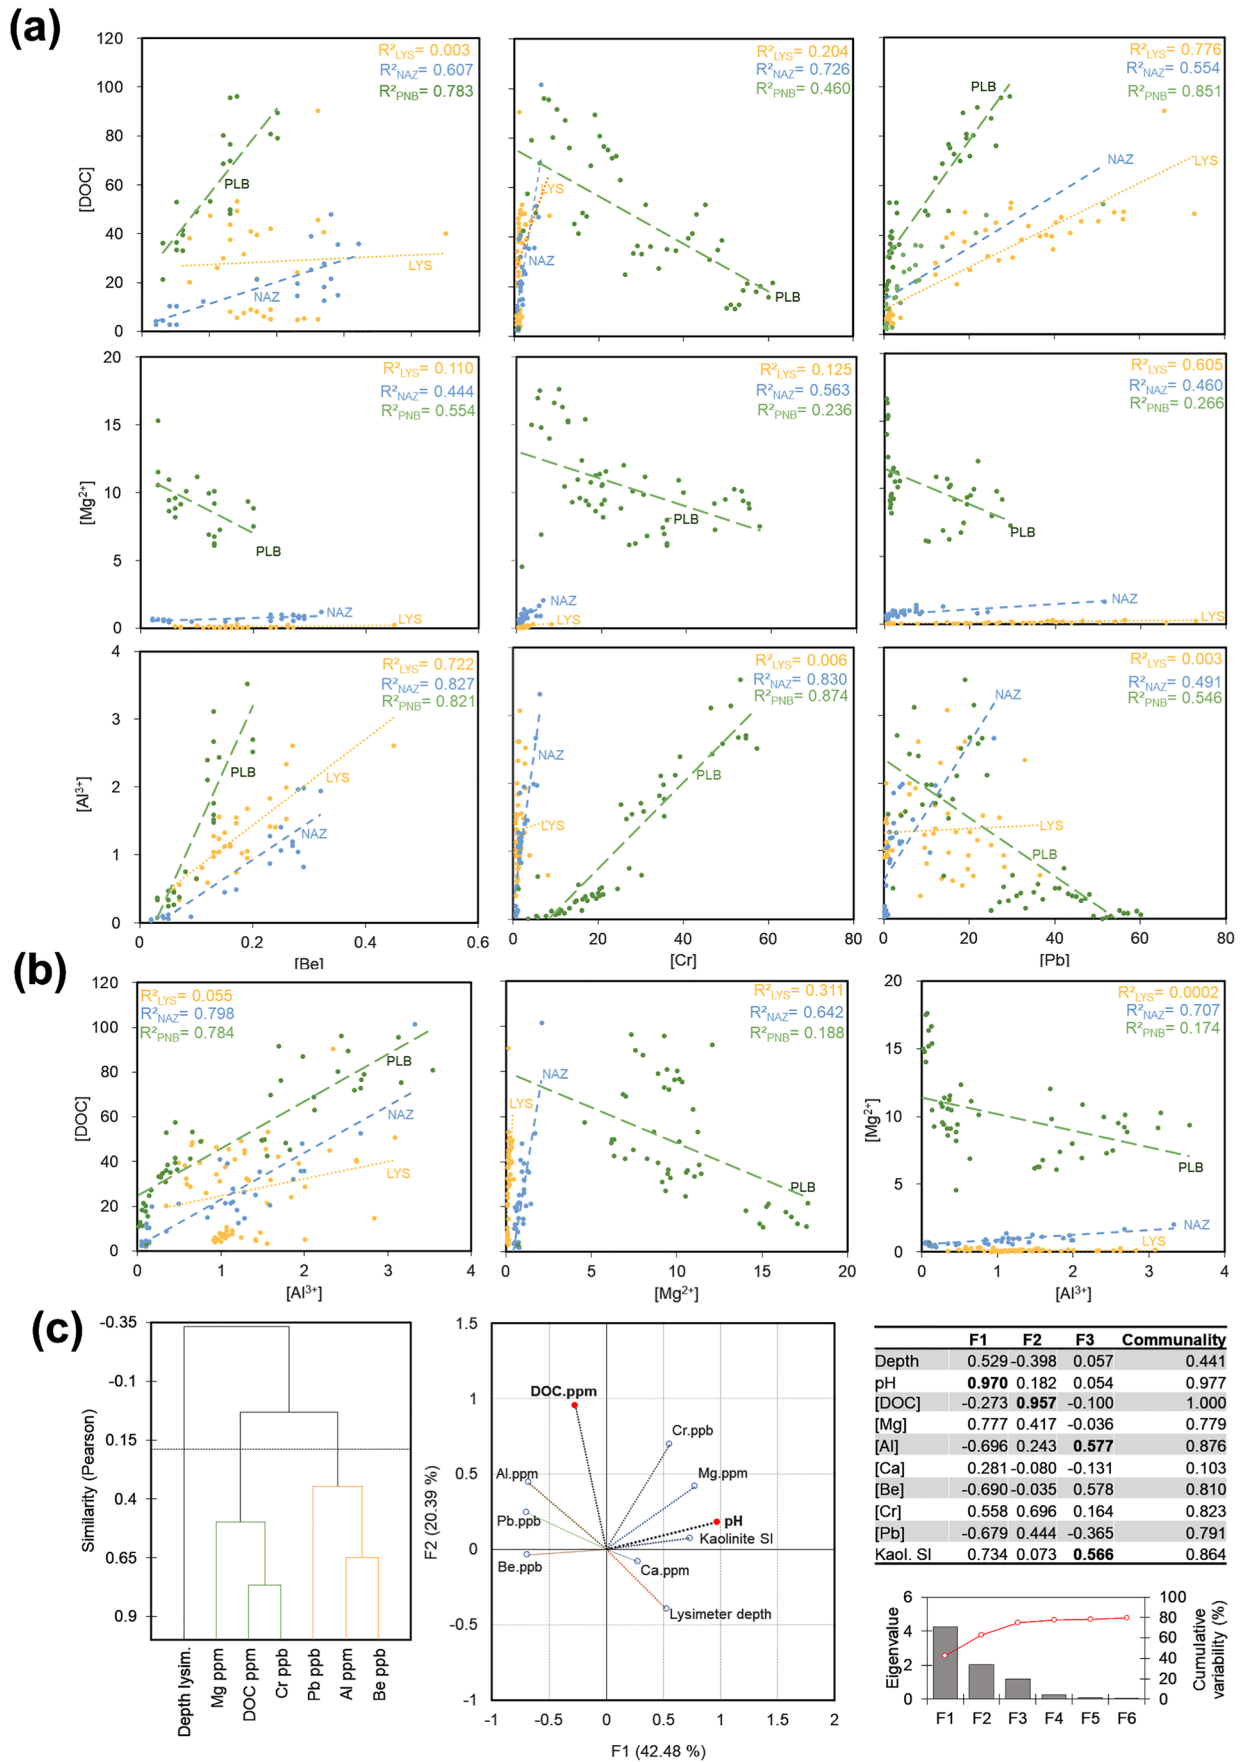 (a)
120
100
80
60
40
20
0
[DOC]
R²LYS= 0.003
R²NAZ= 0.607
R²PNB= 0.783
PLB
LYS
NAZ
R²LYS= 0.204
R²NAZ= 0.726
R²PNB= 0.460
LYS
NAZ
PLB
R²LYS= 0.776
R²NAZ= 0.554
R²PNB= 0.851
PLB
NAZ
LYS
20
15
10
5
0
[Mg²⁺]
R²LYS= 0.110
R²NAZ= 0.444
R²PNB= 0.554
PLB
NAZ
LYS
R²LYS= 0.125
R²NAZ= 0.563
R²PNB= 0.236
PLB
NAZ
LYS
R²LYS= 0.605
R²NAZ= 0.460
R²PNB= 0.266
PLB
NAZ
LYS
4
3
2
1
0
[Al³⁺]
R²LYS= 0.722
R²NAZ= 0.827
R²PNB= 0.821
PLB
LYS
NAZ
0 0.2 0.4 0.6
[Be]
R²LYS= 0.006
R²NAZ= 0.830
R²PNB= 0.874
NAZ
PLB
LYS
0 20 40 60 80
[Cr]
R²LYS= 0.003
R²NAZ= 0.491
R²PNB= 0.546
NAZ
LYS
PLB
0 20 40 60 80
[Pb]
(b)
120
100
80
60
40
20
0
[DOC]
R²LYS= 0.055
R²NAZ= 0.798
R²PNB= 0.784
PLB
NAZ
LYS
0 1 2 3 4
[Al³⁺]
R²LYS= 0.311
R²NAZ= 0.642
R²PNB= 0.188
NAZ
LYS
PLB
0 5 10 15 20
[Mg²⁺]
20
15
10
5
0
[Mg²⁺]
R²LYS= 0.0002
R²NAZ= 0.707
R²PNB= 0.174
PLB
NAZ
LYS
0 1 2 3 4
[Al³⁺]
(c)
-0.35
-0.1
0.15
0.4
0.65
0.9
Similarity (Pearson)
Depth lysim.
Mg ppm
DOC ppm
Cr ppb
Pb ppb
Al ppm
Be ppb
1.5
1
0.5
0
-0.5
-1
F2 (20.39 %)
DOC.ppm
Cr.ppb
Al.ppm
Mg.ppm
Pb.ppb
pH
Kaolinite SI
Be.ppb
Ca.ppm
Lysimeter depth
-1 -0.5 0 0.5 1 1.5 2
F1 (42.48 %)
F1 F2 F3 Communality
Depth 0.529 -0.398 0.057 0.441
pH 0.970 0.182 0.054 0.977
[DOC] -0.273 0.957 -0.100 1.000
[Mg] 0.777 0.417 -0.036 0.779
[Al] -0.696 0.243 0.577 0.876
[Ca] 0.281 -0.080 -0.131 0.103
[Be] -0.690 -0.035 0.578 0.810
[Cr] 0.558 0.696 0.164 0.823
[Pb] -0.679 0.444 -0.365 0.791
Kaol. SI 0.734 0.073 0.566 0.864
6
4
2
0
Eigenvalue
100
80
60
40
20
0
Cumulative
variability (%)
F1 F2 F3 F4 F5 F6